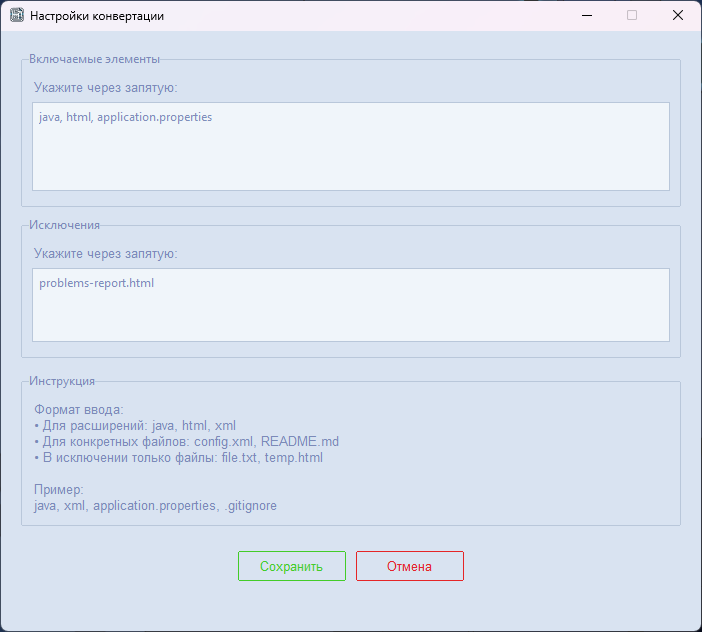 Настройки конвертации
Включаемые элементы
Укажите через запятую:
java, html, application.properties
Исключения
Укажите через запятую:
problems-report.html
Инструкция
Формат ввода:
• Для расширений: java, html, xml
• Для конкретных файлов: config.xml, README.md
• В исключении только файлы: file.txt, temp.html
Пример:
java, xml, application.properties, .gitignore
Сохранить
Отмена